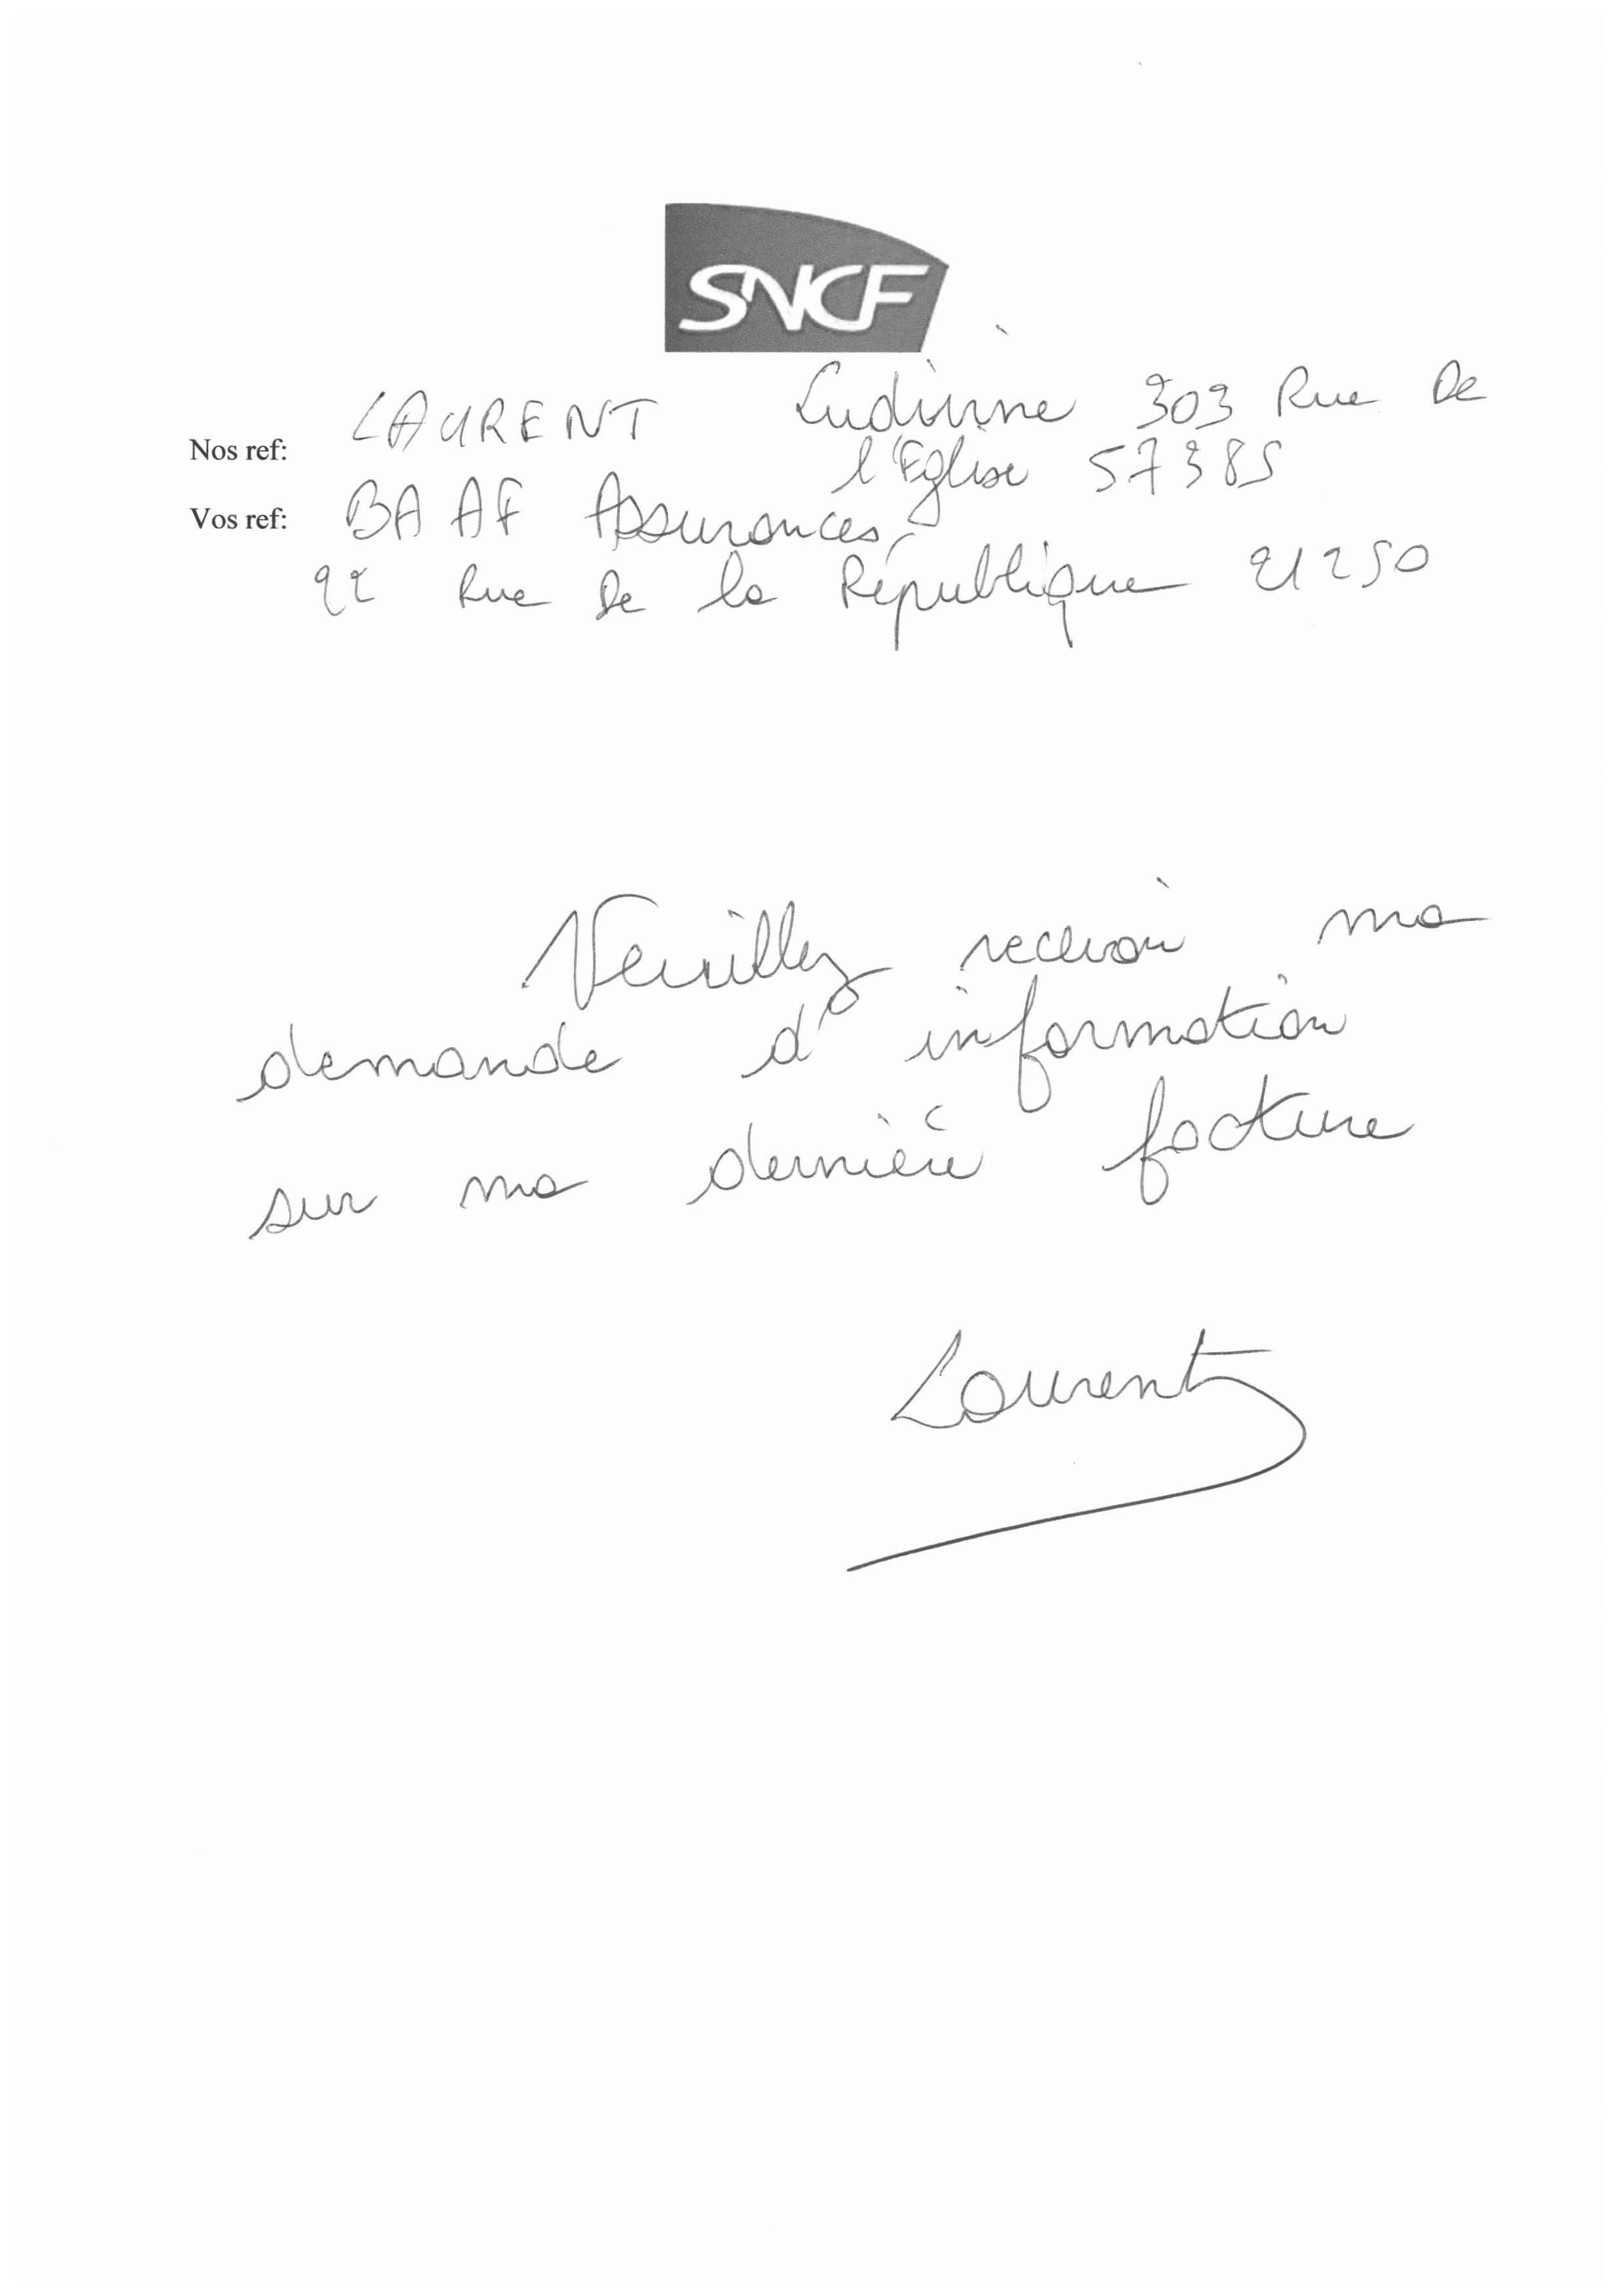 SNCF
Nos ref: LAURENT Ludivine 303 Rue De
l'Eglise 57385
Vos ref: BAAF Assurances
22 Rue De la République 21250
Veuillez recevoir ma
demande d'information
sur ma dernière facture
Laurent